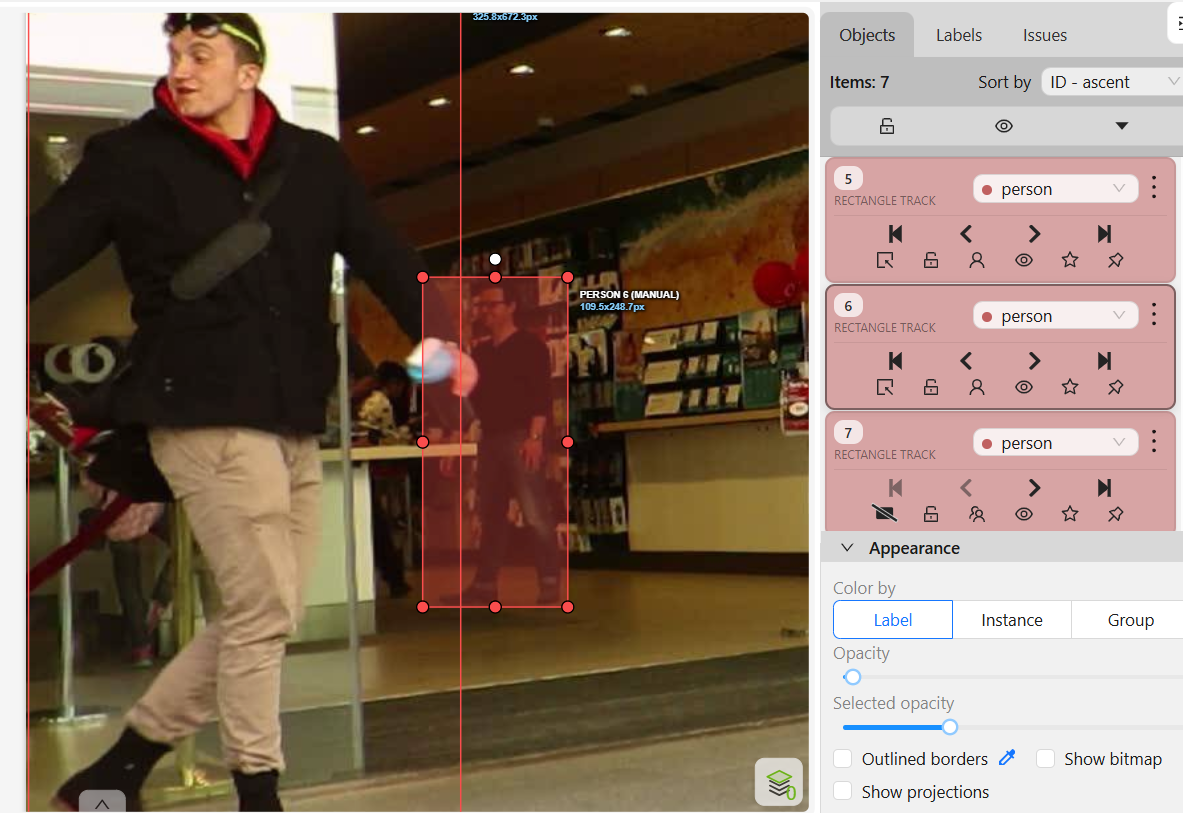 325.8x672.3px
PERSON 6 (MANUAL)
109.5x248.7px
0
Objects
Labels
Issues
Items: 7
Sort by
ID - ascent
5
person
RECTANGLE TRACK
6
person
RECTANGLE TRACK
7
person
RECTANGLE TRACK
Appearance
Color by
Label
Instance
Group
Opacity
Selected opacity
Outlined borders
Show bitmap
Show projections